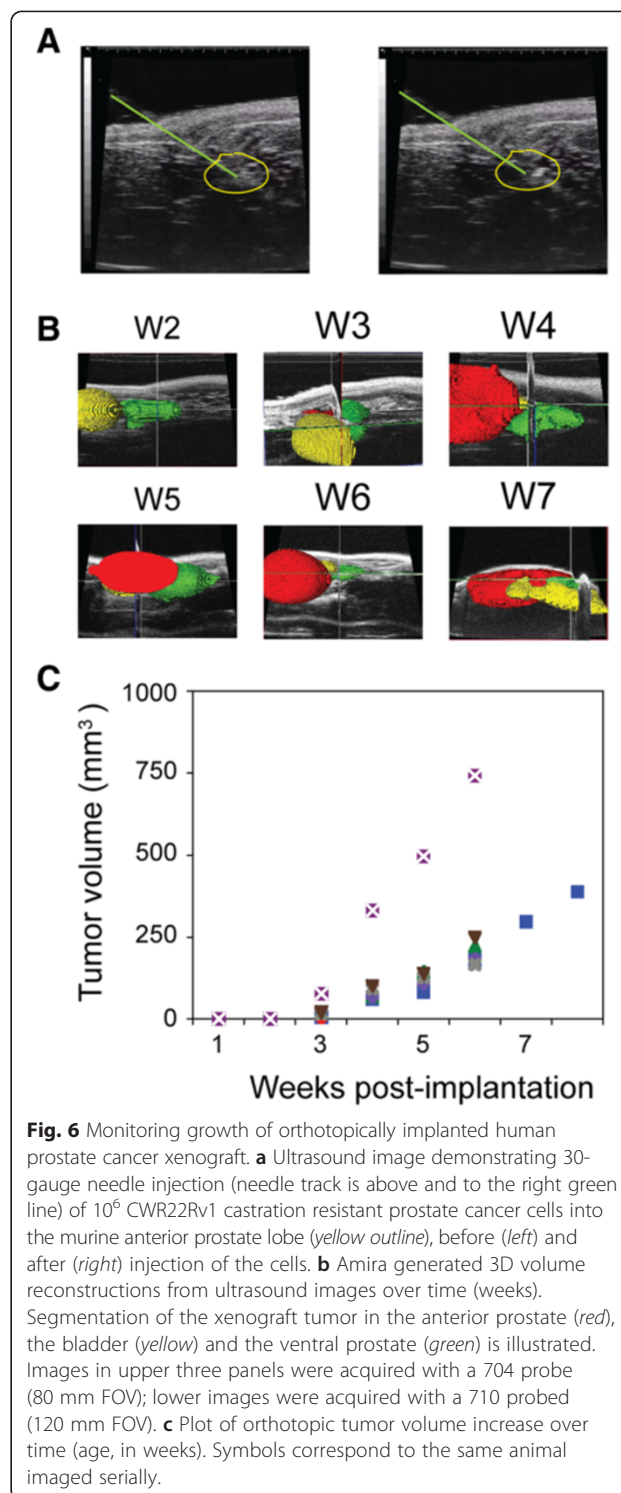 A
B
W2 W3 W4
W5 W6 W7
C
1000
750
500
250
0
Tumor volume (mm³)
1 3 5 7
Weeks post-implantation
Fig. 6 Monitoring growth of orthotopically implanted human
prostate cancer xenograft. a Ultrasound image demonstrating 30-
gauge needle injection (needle track is above and to the right green
line) of 10⁶ CWR22Rv1 castration resistant prostate cancer cells into
the murine anterior prostate lobe (yellow outline), before (left) and
after (right) injection of the cells. b Amira generated 3D volume
reconstructions from ultrasound images over time (weeks).
Segmentation of the xenograft tumor in the anterior prostate (red),
the bladder (yellow) and the ventral prostate (green) is illustrated.
Images in upper three panels were acquired with a 704 probe
(80 mm FOV); lower images were acquired with a 710 probed
(120 mm FOV). c Plot of orthotopic tumor volume increase over
time (age, in weeks). Symbols correspond to the same animal
imaged serially.